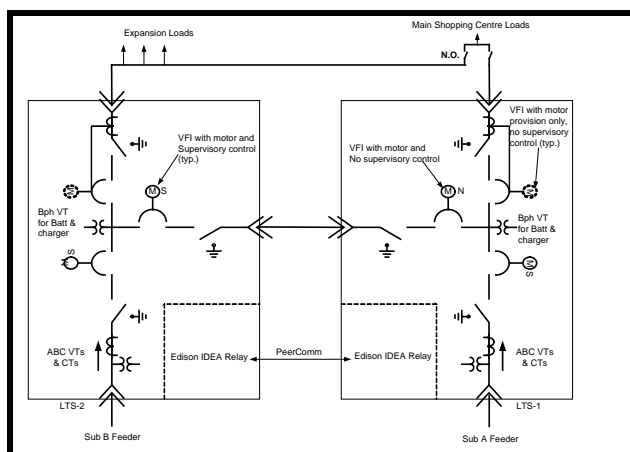 Expansion Loads
Main Shopping Centre Loads
N.O.
VFI with motor and
Supervisory control
(typ.)
VFI with motor and
No supervisory control
VFI with motor
provision only,
no supervisory
control (typ.)
M
M S
M N
M
Bph VT
for Batt &
charger
Bph VT
for Batt &
charger
M S
M S
ABC VTs
& CTs
Edison IDEA Relay
PeerComm
Edison IDEA Relay
ABC VTs
& CTs
LTS-2
LTS-1
Sub B Feeder
Sub A Feeder